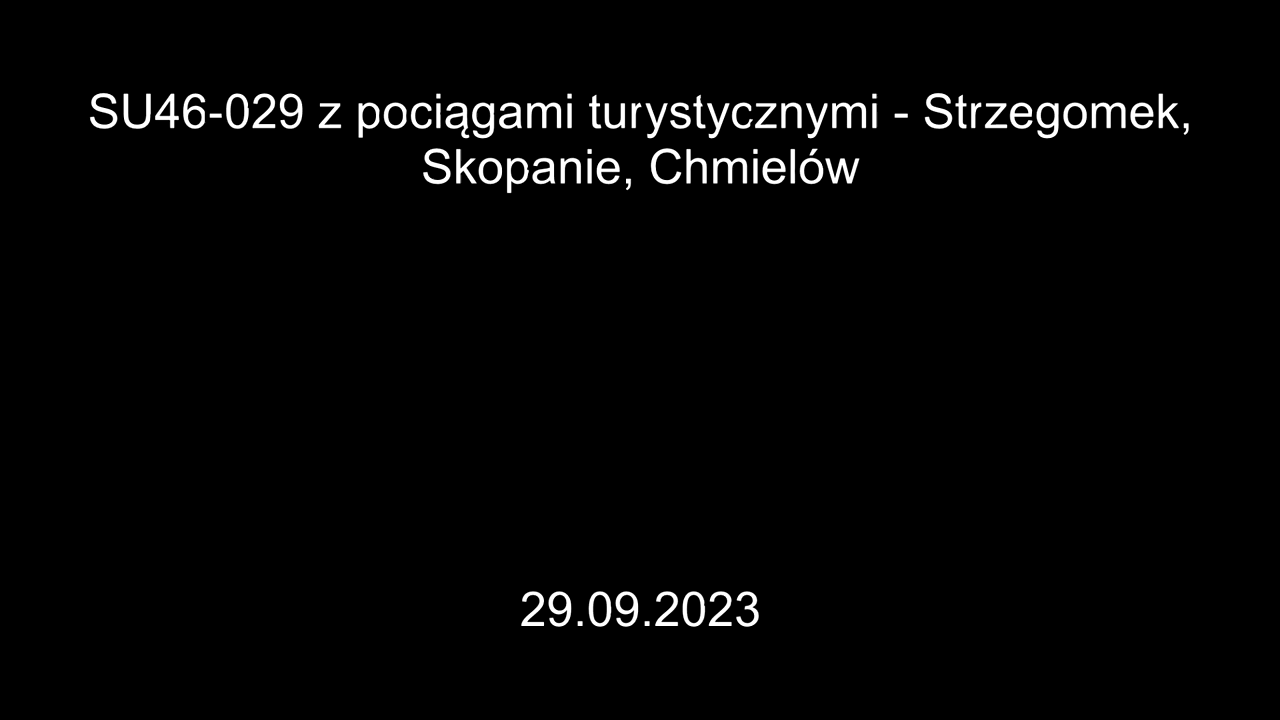 SU46-029 z pociągami turystycznymi - Strzegomek,
Skopanie, Chmielów
29.09.2023